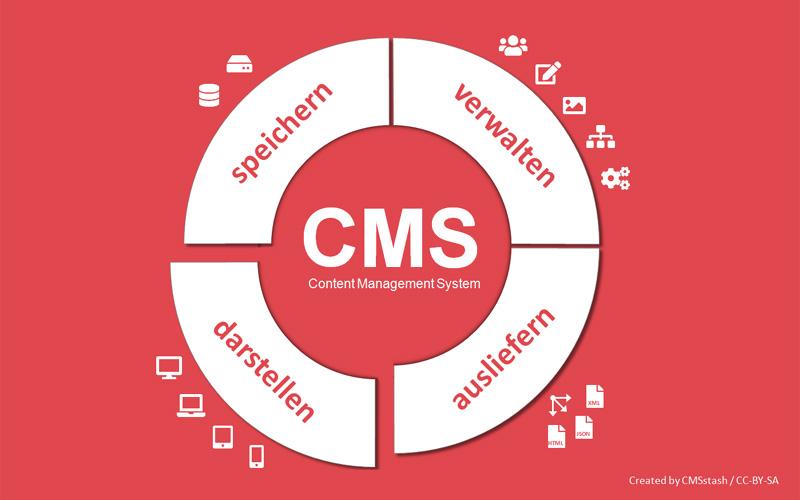 speichern
verwalten
CMS
Content Management System
darstellen
ausliefern
XML
JSON
HTML
Created by CMSstash / CC-BY-SA